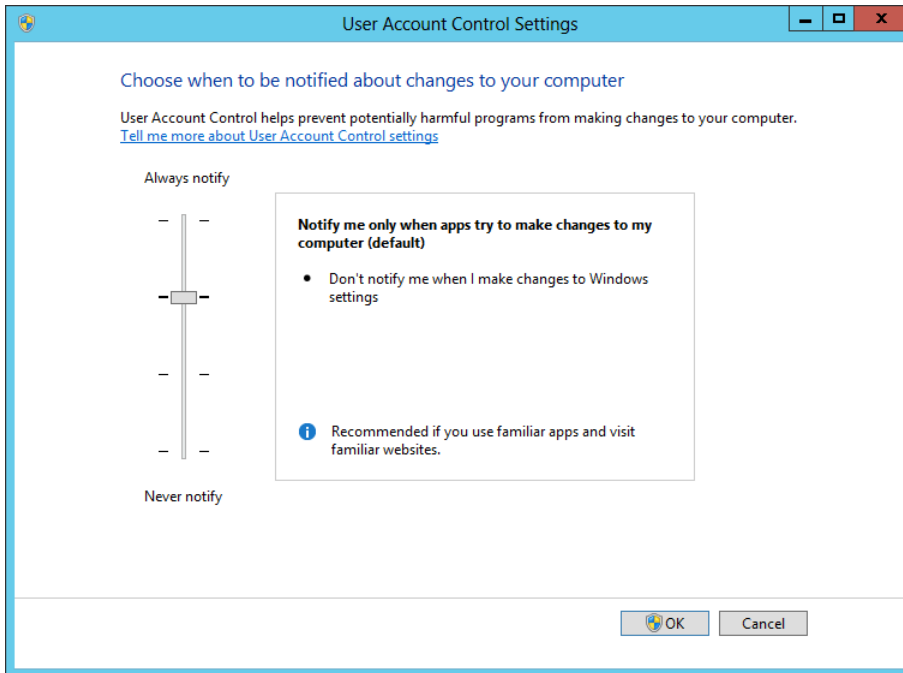 User Account Control Settings
Choose when to be notified about changes to your computer
User Account Control helps prevent potentially harmful programs from making changes to your computer.
Tell me more about User Account Control settings
Always notify
Notify me only when apps try to make changes to my
computer (default)
• Don't notify me when I make changes to Windows
settings
Recommended if you use familiar apps and visit
familiar websites.
Never notify
OK Cancel